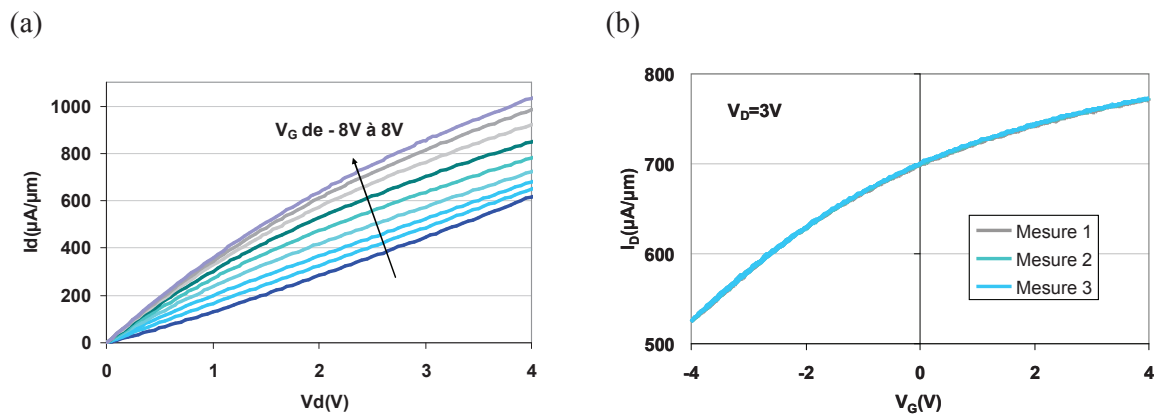 (a)
(b)
Id(µA/µm)
1000
800
600
400
200
0
V_G de - 8V à 8V
0 1 2 3 4
Vd(V)
I_D(µA/µm)
800
700
600
500
V_D=3V
Mesure 1
Mesure 2
Mesure 3
-4 -2 0 2 4
V_G(V)